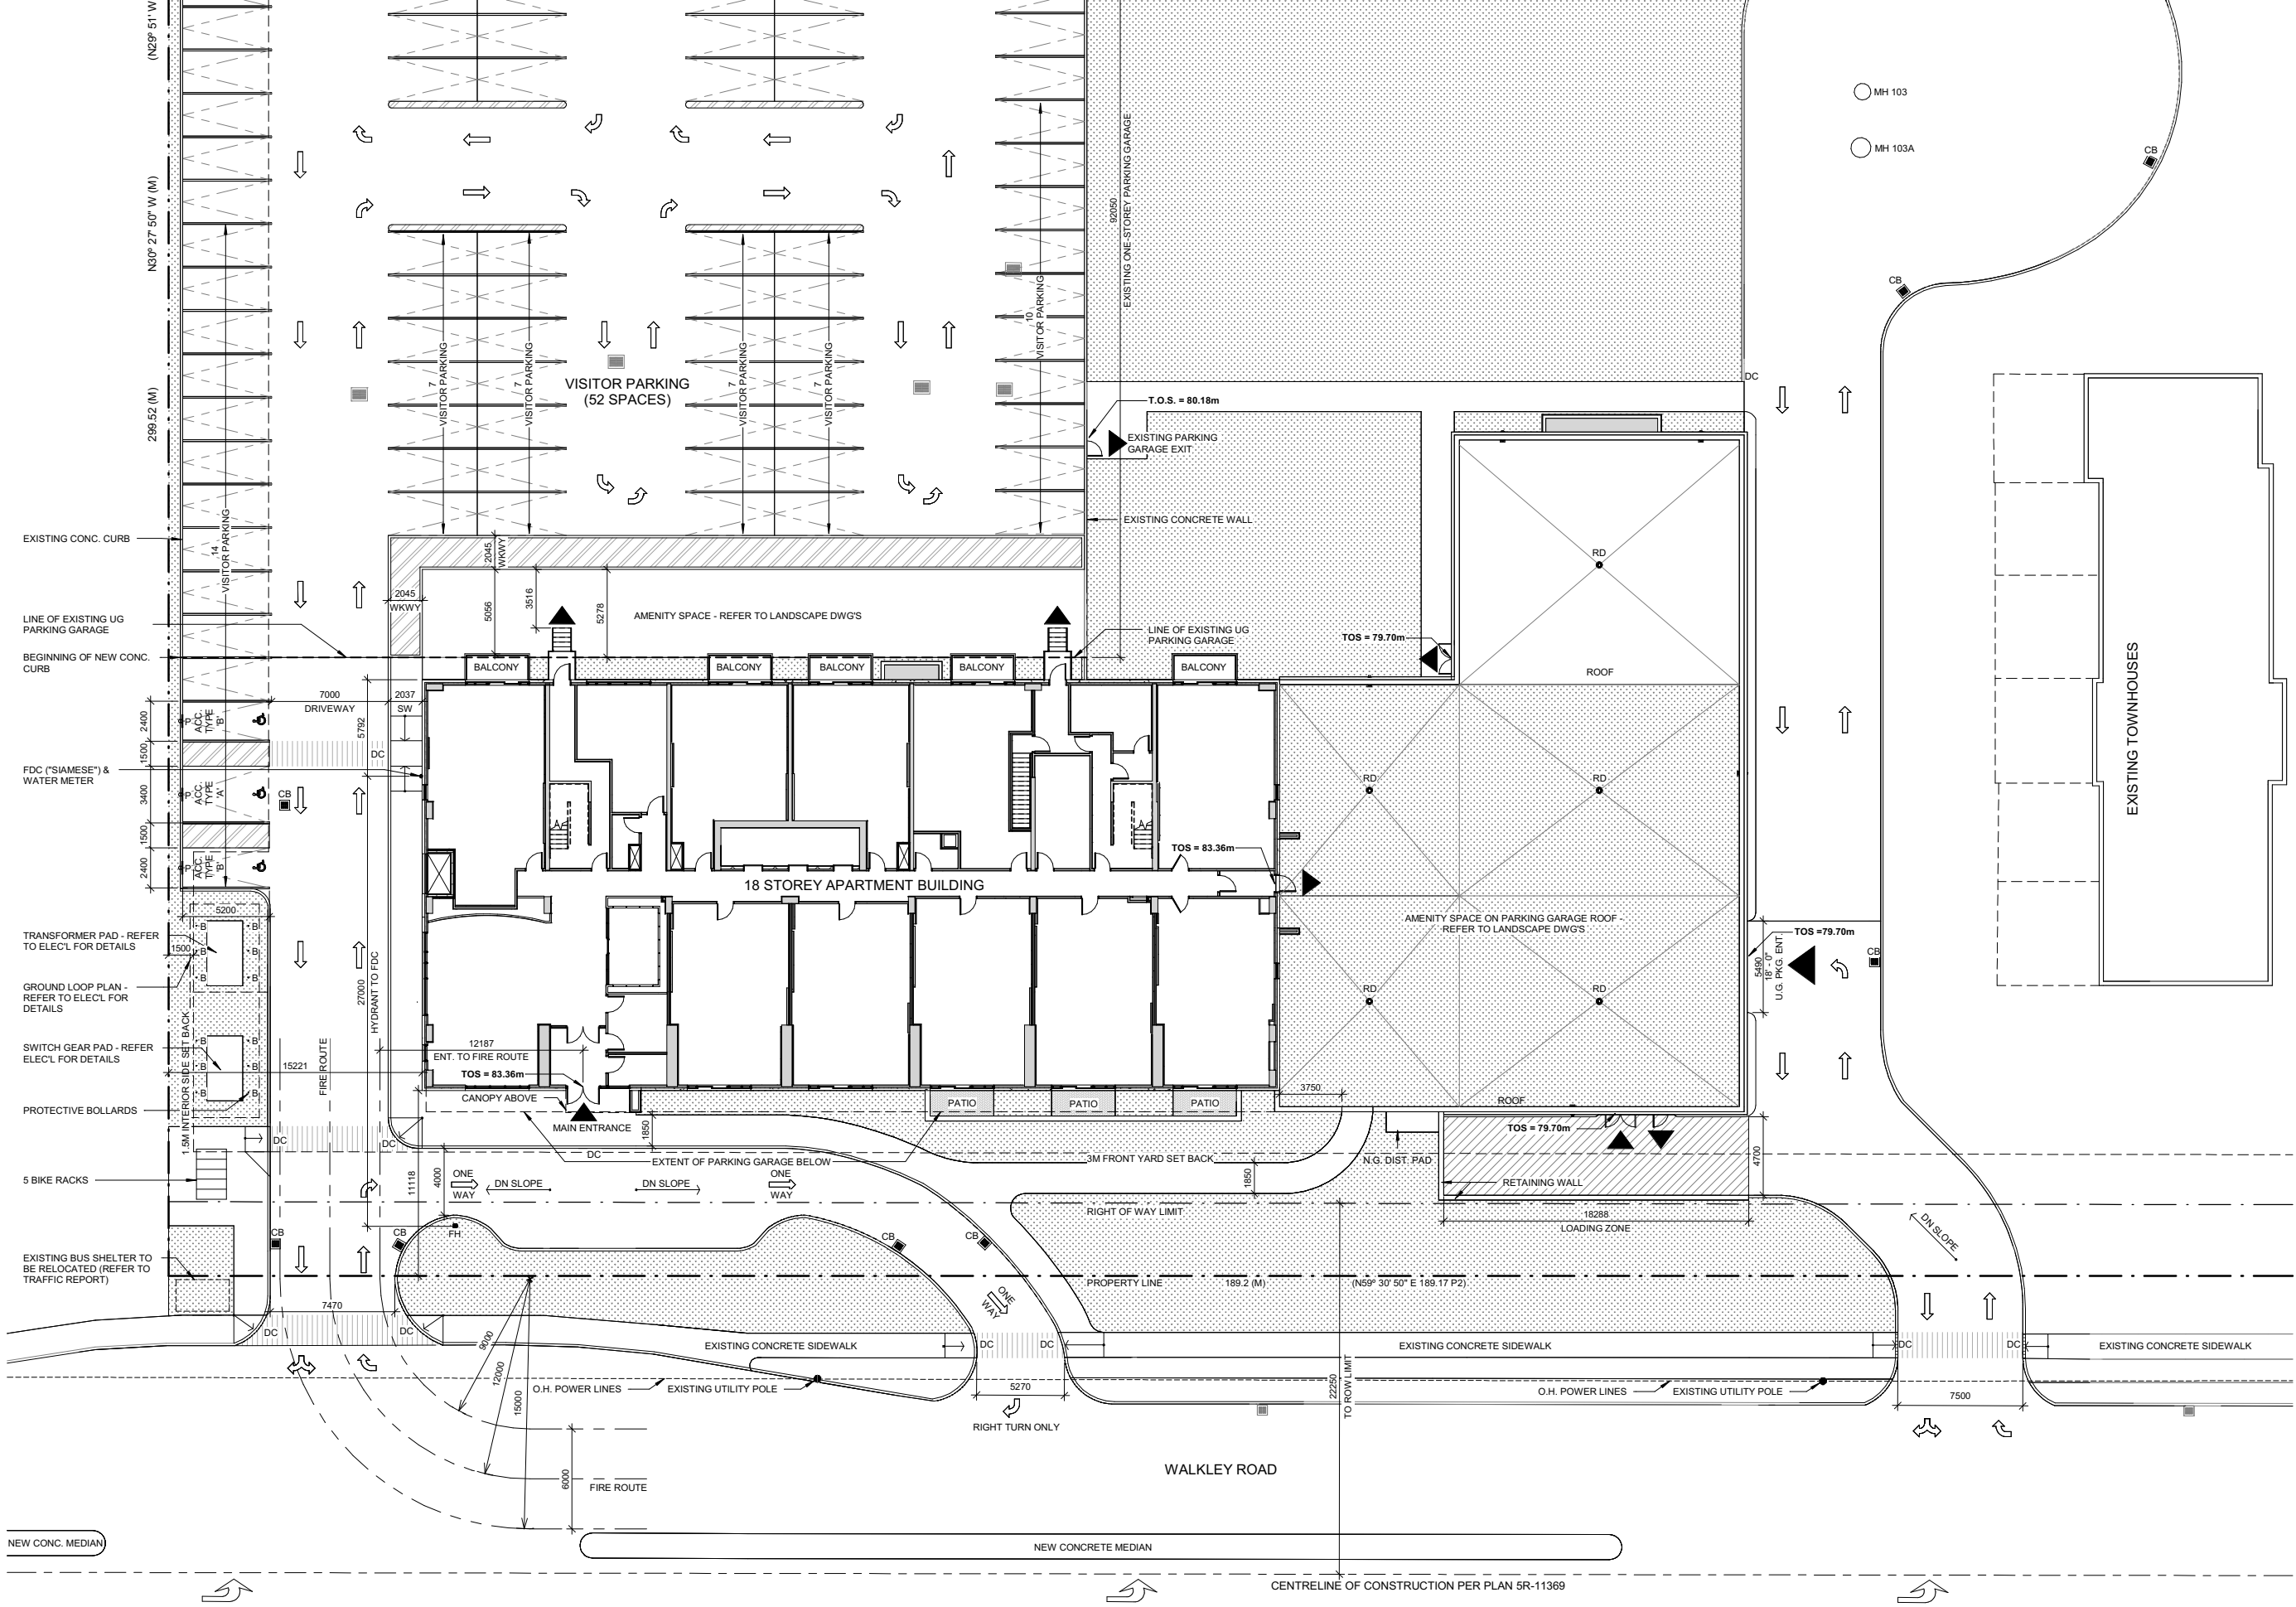 (N29º 51' W
N30º 27' 50" W (M)
299.52 (M)
MH 103
MH 103A
CB
CB
92050
EXISTING ONE-STOREY PARKING GARAGE
10
VISITOR PARKING
7
VISITOR PARKING
7
VISITOR PARKING
7
VISITOR PARKING
7
VISITOR PARKING
VISITOR PARKING
(52 SPACES)
DC
T.O.S. = 80.18m
EXISTING PARKING
GARAGE EXIT
EXISTING CONCRETE WALL
EXISTING CONC. CURB
14
VISITOR PARKING
2045
WKWY
2045
WKWY
5056
3516
5278
AMENITY SPACE - REFER TO LANDSCAPE DWG'S
LINE OF EXISTING UG
PARKING GARAGE
LINE OF EXISTING UG
PARKING GARAGE
TOS = 79.70m
RD
ROOF
EXISTING TOWNHOUSES
BEGINNING OF NEW CONC.
CURB
BALCONY
BALCONY
BALCONY
BALCONY
BALCONY
7000
DRIVEWAY
2037
SW
5792
2400
1500
3400
1500
2400
ACC.
TYPE
'B'
ACC.
TYPE
'A'
ACC.
TYPE
'B'
P
P
P
DC
FDC ("SIAMESE") &
WATER METER
CB
RD
RD
TOS = 83.36m
18 STOREY APARTMENT BUILDING
AMENITY SPACE ON PARKING GARAGE ROOF -
REFER TO LANDSCAPE DWG'S
5200
TRANSFORMER PAD - REFER
TO ELEC'L FOR DETAILS
1500
B
B
B
B
B
B
GROUND LOOP PLAN -
REFER TO ELEC'L FOR
DETAILS
27000
HYDRANT TO FDC
RD
RD
TOS =79.70m
5490
18' - 0"
U.G. PKG. ENT.
CB
SWITCH GEAR PAD - REFER
ELEC'L FOR DETAILS
B
B
B
B
B
B
15221
FIRE ROUTE
12187
ENT. TO FIRE ROUTE
TOS = 83.36m
CANOPY ABOVE
MAIN ENTRANCE
PROTECTIVE BOLLARDS
1.5M INTERIOR SIDE SET BACK
PATIO
PATIO
PATIO
3750
ROOF
TOS = 79.70m
1850
DC
DC
DC
EXTENT OF PARKING GARAGE BELOW
3M FRONT YARD SET BACK
N.G. DIST. PAD
4700
5 BIKE RACKS
11118
4000
ONE
WAY
DN SLOPE
DN SLOPE
ONE
WAY
1850
RETAINING WALL
RIGHT OF WAY LIMIT
18288
LOADING ZONE
DN SLOPE
CB
CB
FH
CB
CB
EXISTING BUS SHELTER TO
BE RELOCATED (REFER TO
TRAFFIC REPORT)
PROPERTY LINE
189.2 (M)
(N59º 30' 50" E 189.17 P2)
ONE
WAY
7470
DC
DC
9000
12000
15000
EXISTING CONCRETE SIDEWALK
DC
DC
EXISTING CONCRETE SIDEWALK
DC
DC
EXISTING CONCRETE SIDEWALK
O.H. POWER LINES
EXISTING UTILITY POLE
5270
RIGHT TURN ONLY
22250
TO ROW LIMIT
O.H. POWER LINES
EXISTING UTILITY POLE
7500
6000
FIRE ROUTE
WALKLEY ROAD
NEW CONC. MEDIAN
NEW CONCRETE MEDIAN
CENTRELINE OF CONSTRUCTION PER PLAN 5R-11369